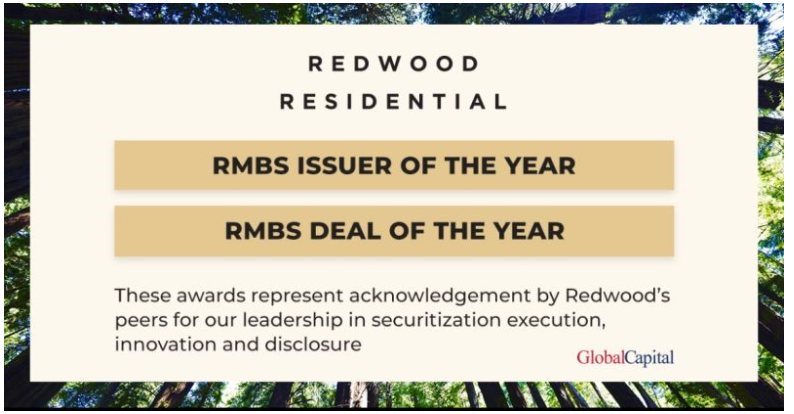 REDWOOD
RESIDENTIAL
RMBS ISSUER OF THE YEAR
RMBS DEAL OF THE YEAR
These awards represent acknowledgement by Redwood's
peers for our leadership in securitization execution,
innovation and disclosure
GlobalCapital